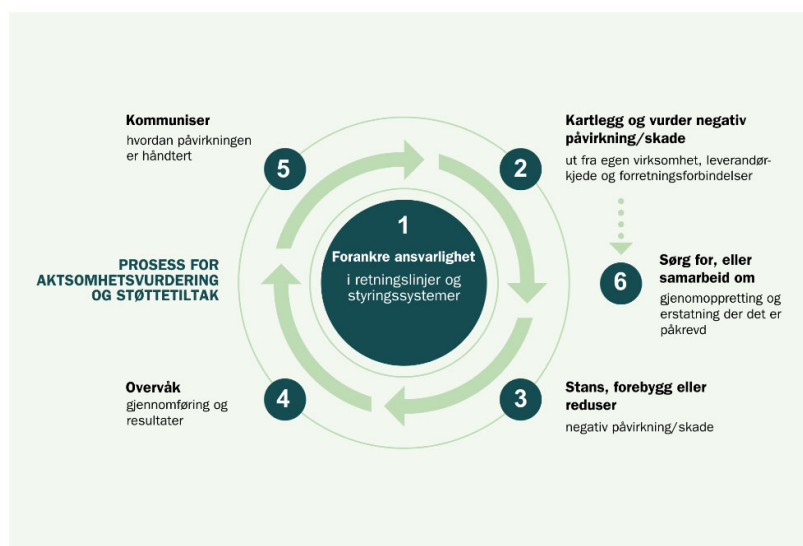 PROSESS FOR
AKTSOMHETSVURDERING
OG STØTTETILTAK
1
Forankre ansvarlighet
i retningslinjer og
styringssystemer
2
Kartlegg og vurder negativ
påvirkning/skade
ut fra egen virksomhet, leverandør-
kjede og forretningsforbindelser
3
Stans, forebygg eller
reduser
negativ påvirkning/skade
4
Overvåk
gjennomføring og
resultater
5
Kommuniser
hvordan påvirkningen
er håndtert
6
Sørg for, eller
samarbeid om
gjenomoppretting og
erstatning der det er
påkrevd